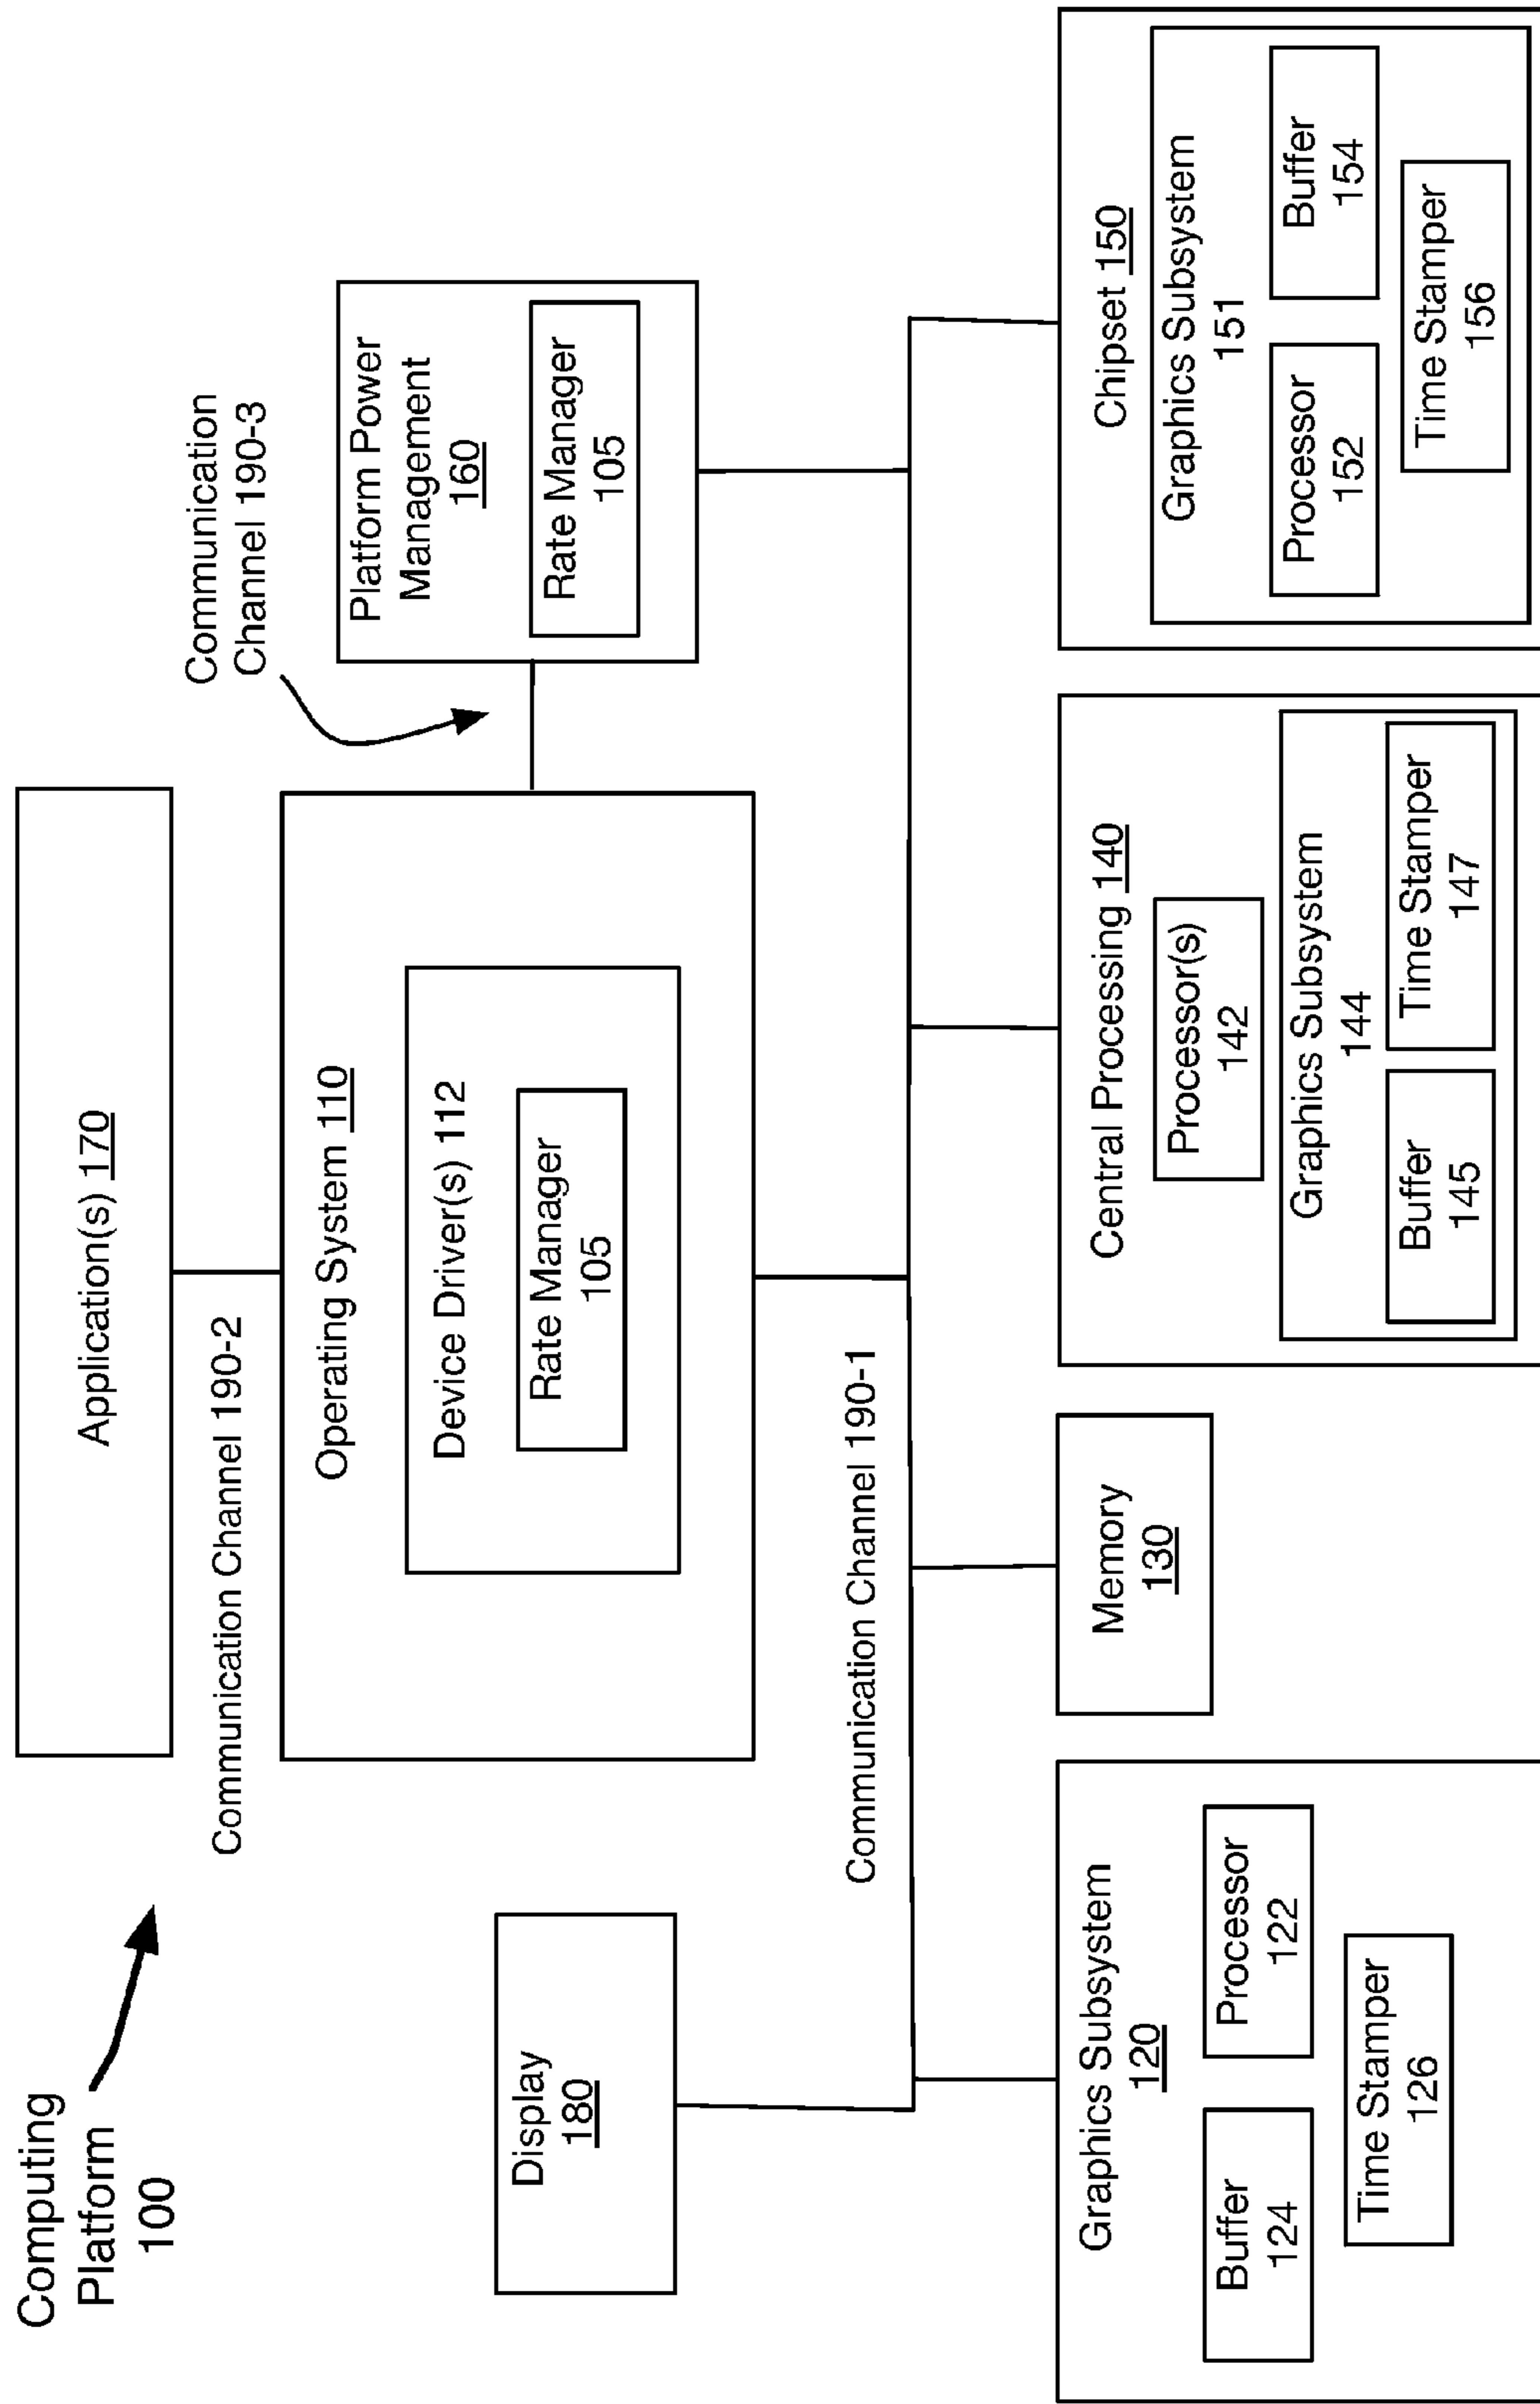 Computing
Platform
100
Application(s) 170
Communication Channel 190-2
Communication
Channel 190-3
Operating System 110
Device Driver(s) 112
Rate Manager
105
Platform Power
Management
160
Rate Manager
105
Display
180
Communication Channel 190-1
Graphics Subsystem
120
Buffer
124
Processor
122
Time Stamper
126
Memory
130
Central Processing 140
Processor(s)
142
Graphics Subsystem
144
Buffer
145
Time Stamper
147
Chipset 150
Graphics Subsystem
151
Processor
152
Buffer
154
Time Stamper
156